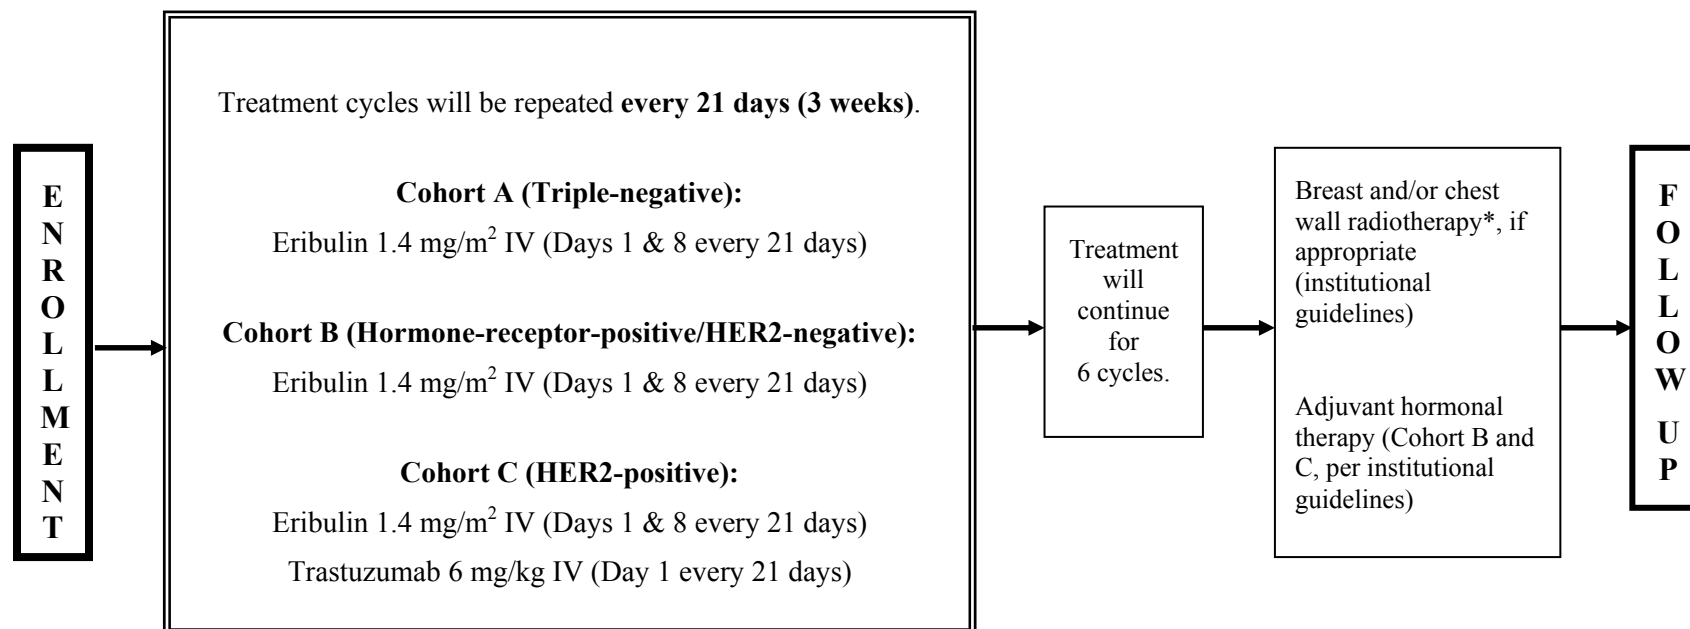 E
N
R
O
L
L
M
E
N
T
Treatment cycles will be repeated every 21 days (3 weeks).
Cohort A (Triple-negative):
Eribulin 1.4 mg/m² IV (Days 1 & 8 every 21 days)
Cohort B (Hormone-receptor-positive/HER2-negative):
Eribulin 1.4 mg/m² IV (Days 1 & 8 every 21 days)
Cohort C (HER2-positive):
Eribulin 1.4 mg/m² IV (Days 1 & 8 every 21 days)
Trastuzumab 6 mg/kg IV (Day 1 every 21 days)
Treatment
will
continue
for
6 cycles.
Breast and/or chest
wall radiotherapy*, if
appropriate
(institutional
guidelines)
Adjuvant hormonal
therapy (Cohort B and
C, per institutional
guidelines)
F
O
L
L
O
W
U
P